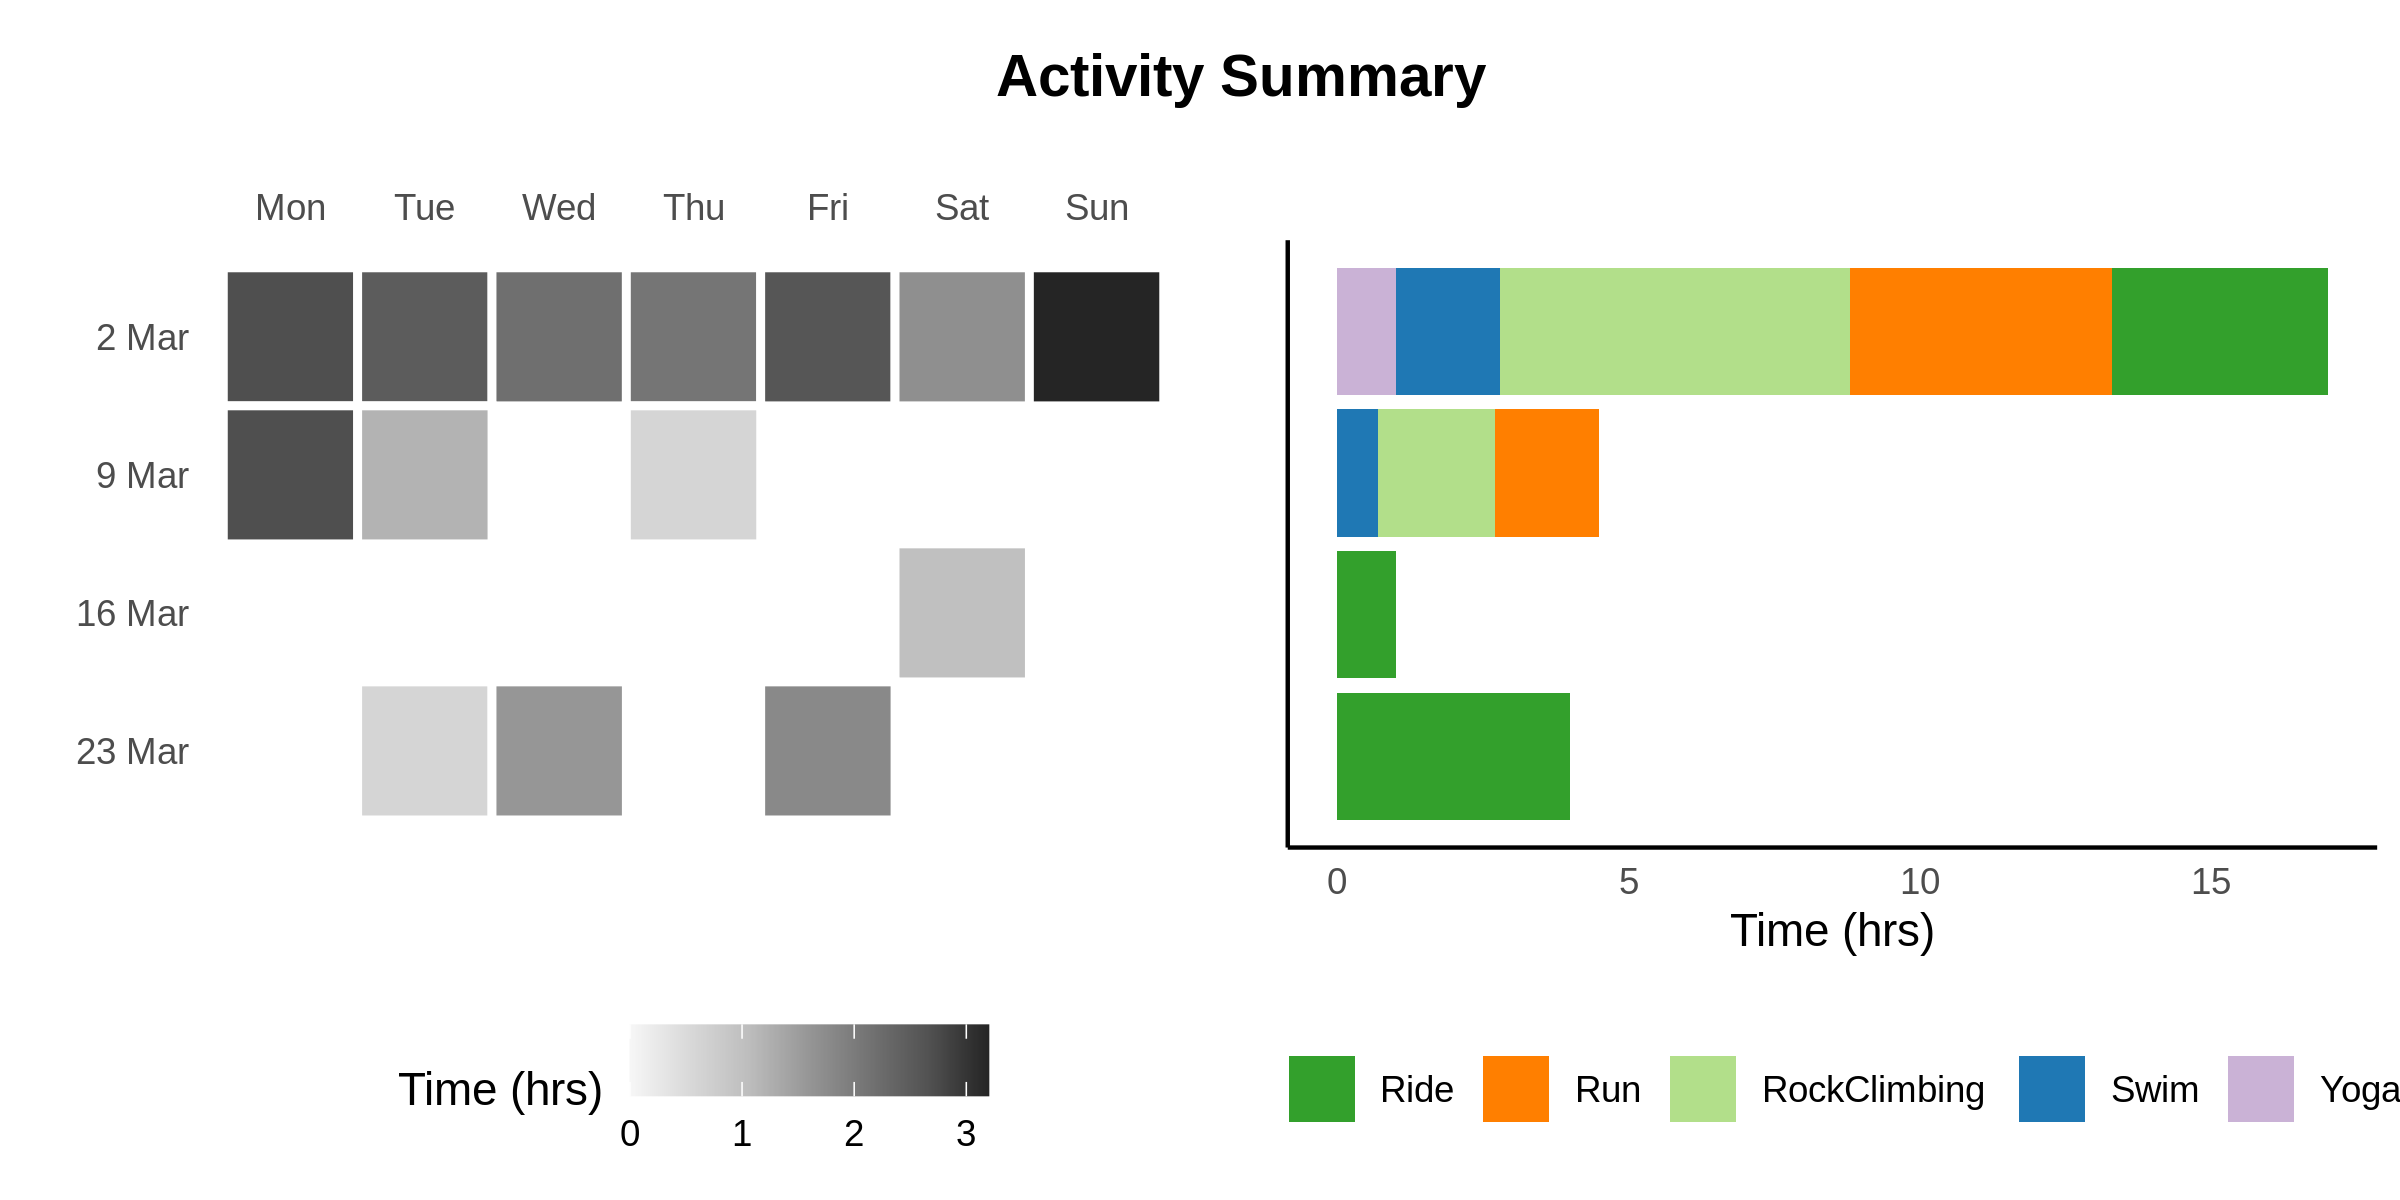 Activity Summary
Mon Tue Wed Thu Fri Sat Sun
2 Mar
9 Mar
16 Mar
23 Mar
0 5 10 15
Time (hrs)
Time (hrs)
0 1 2 3
Ride Run RockClimbing Swim Yoga